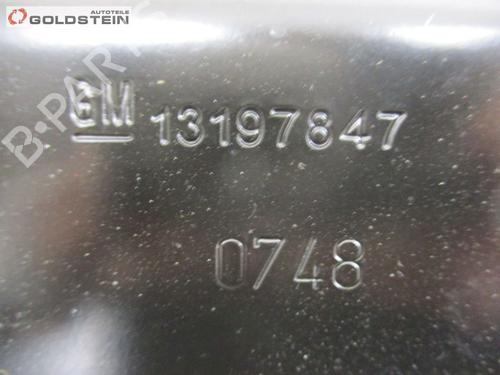 AUTOTEILE
GOLDSTEIN
B-PARTS
GM 13197847
0748